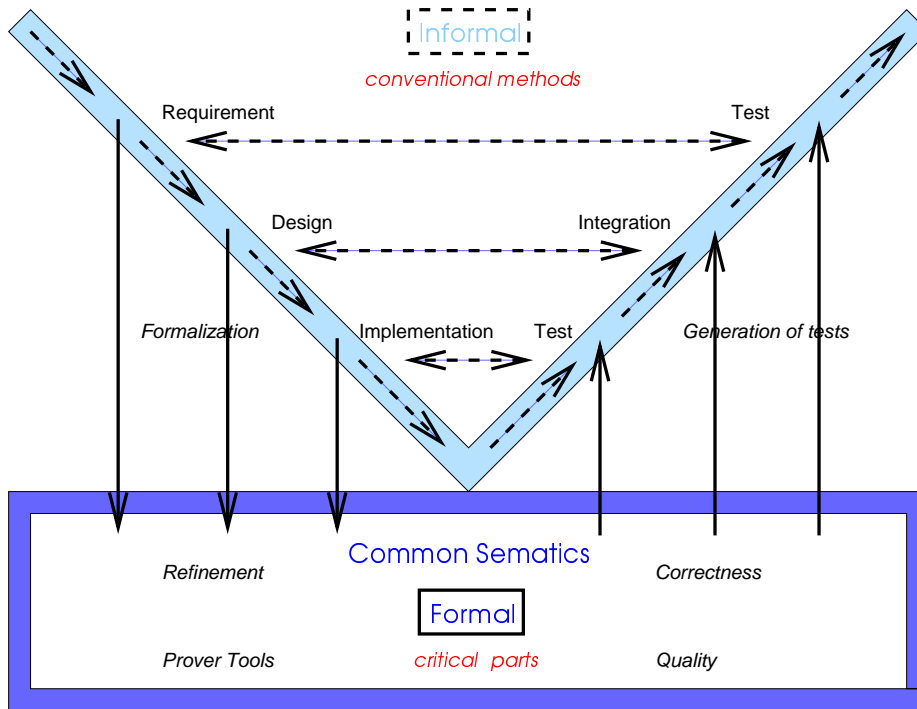 Informal
conventional methods
Requirement Test
Design Integration
Formalization Implementation Test Generation of tests
Common Sematics
Refinement Correctness
Formal
Prover Tools critical parts Quality